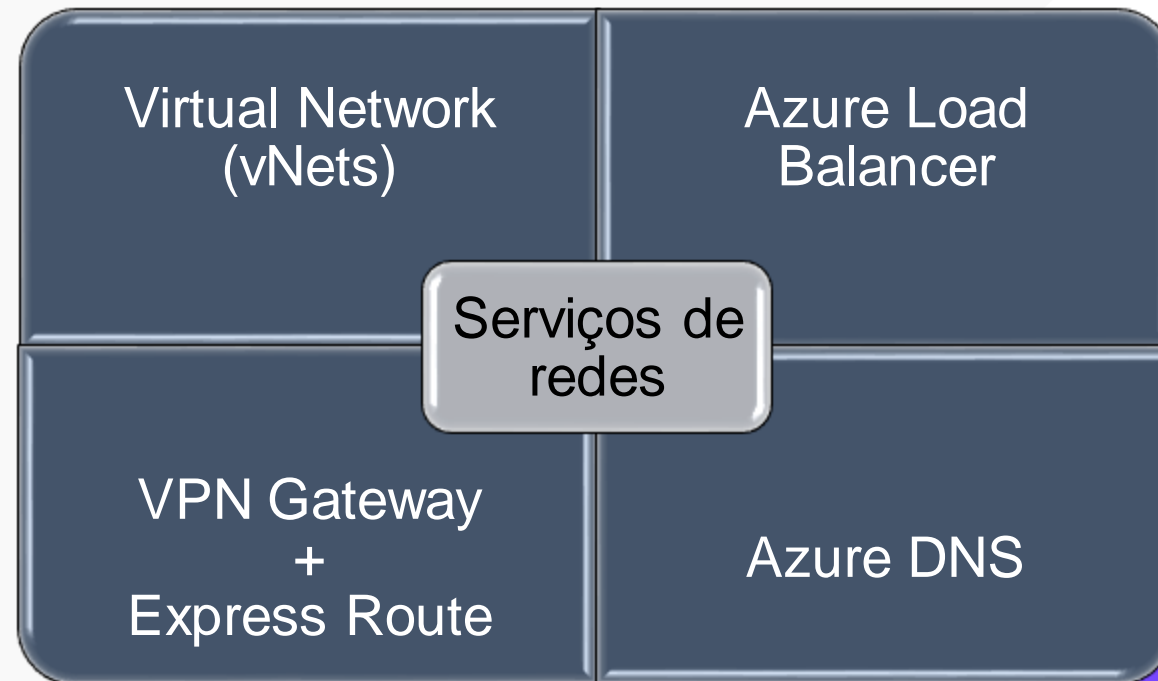 Virtual Network
(vNets)
Azure Load
Balancer
Serviços de
redes
VPN Gateway
+
Express Route
Azure DNS